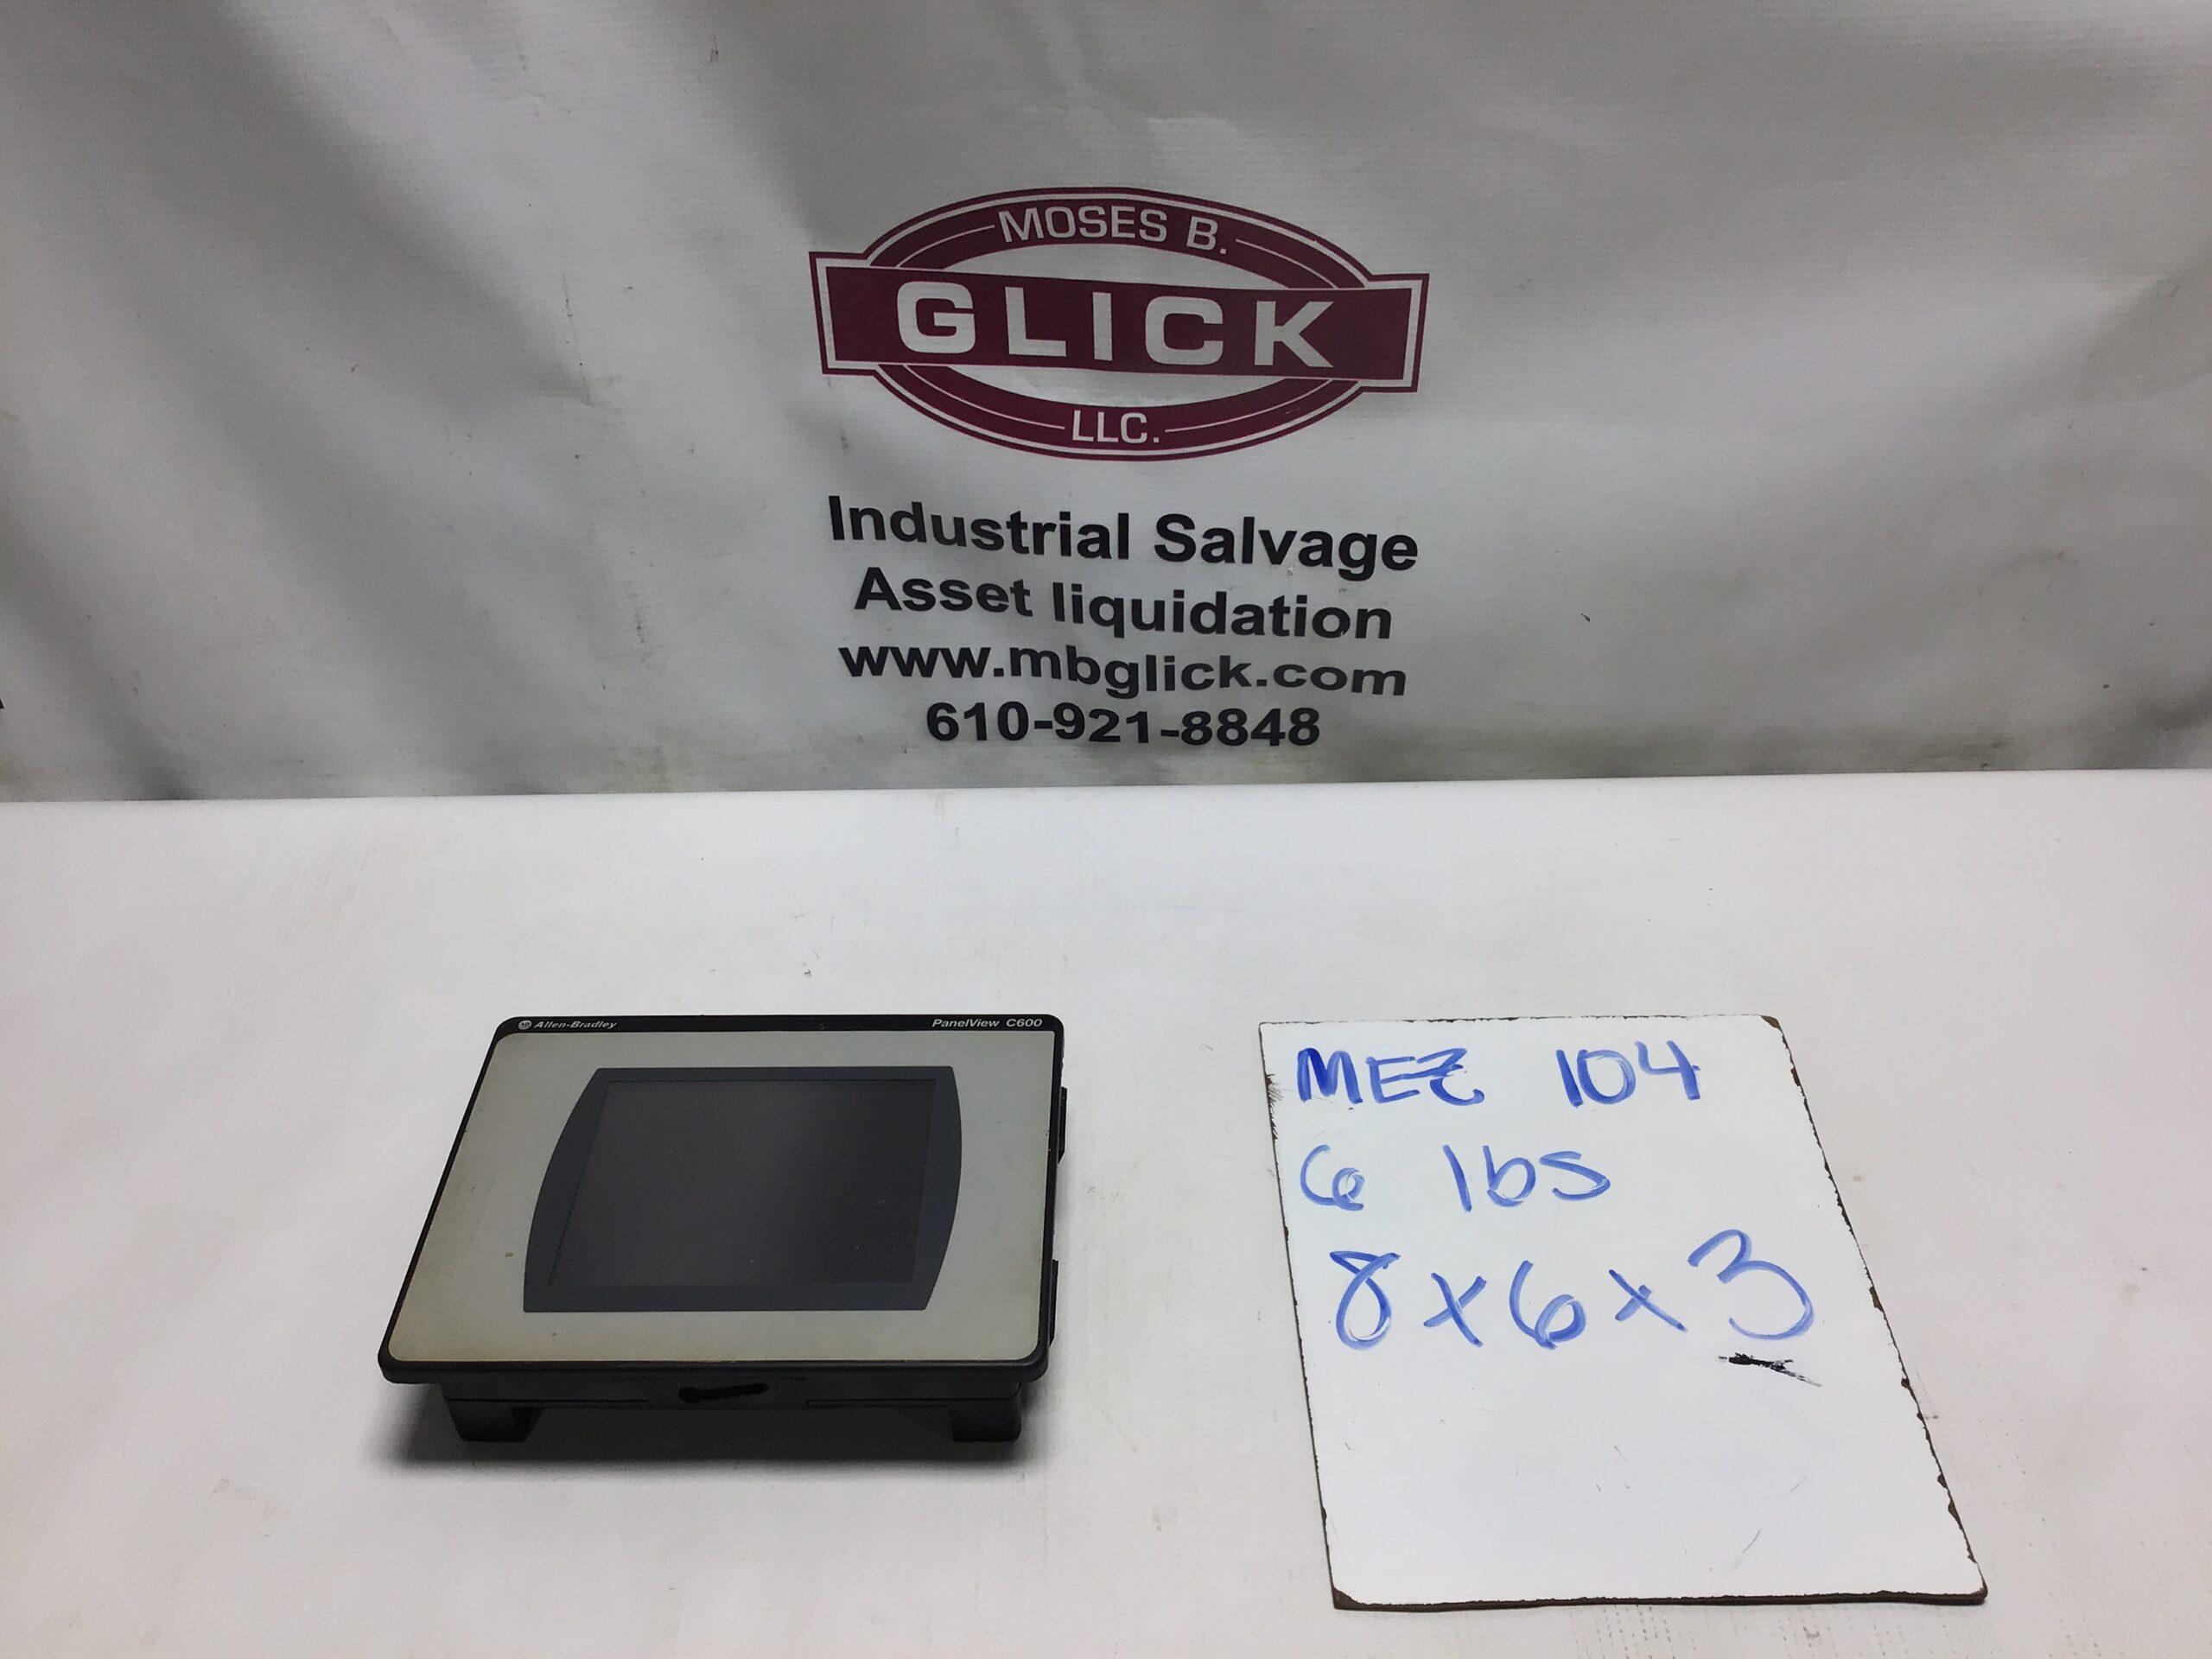 MOSES B.
GLICK
LLC.
Industrial Salvage
Asset liquidation
www.mbglick.com
610-921-8848
Allen-Bradley
PanelView C600
MEZ 104
6 lbs
8x6x3